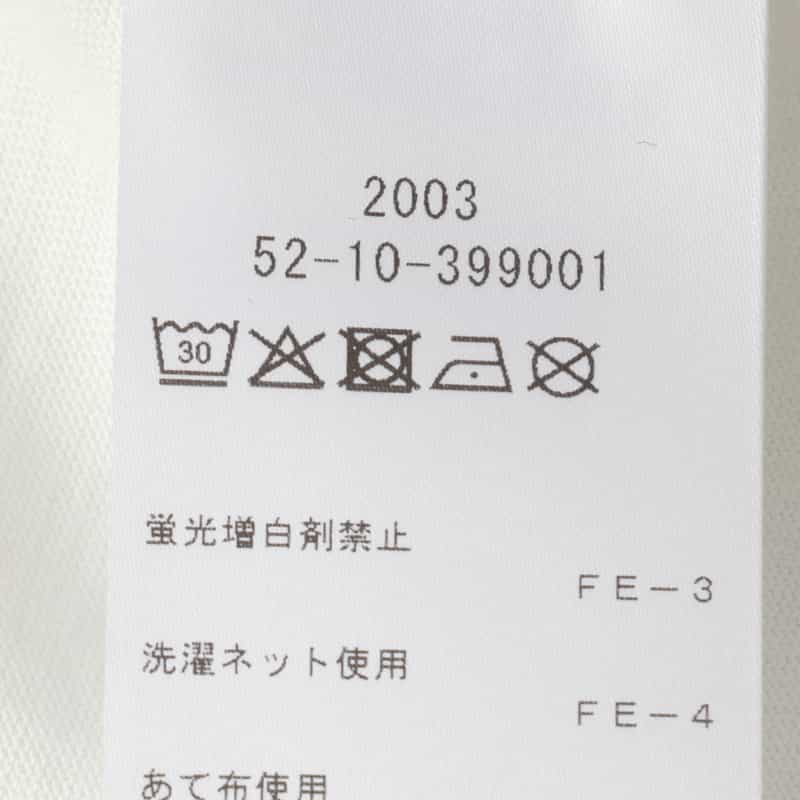 2003
52-10-399001
30
蛍光増白剤禁止
FE-3
洗濯ネット使用
FE-4
あて布使用